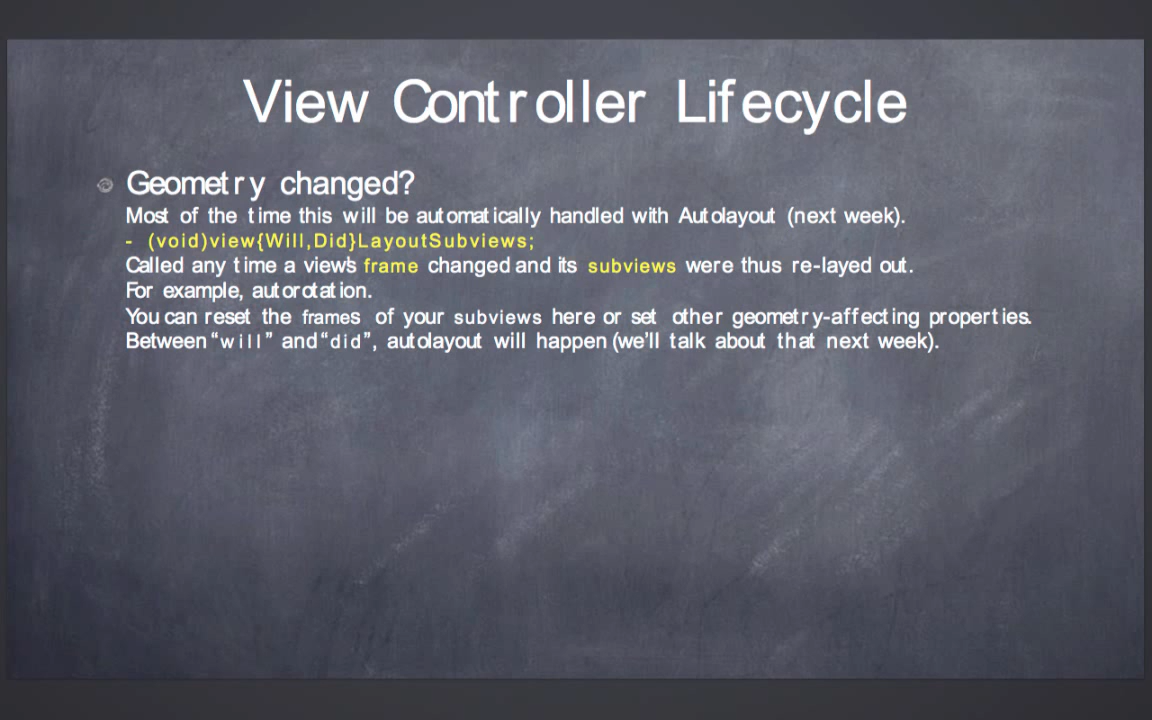 View Controller Lifecycle
Geometry changed?
Most of the time this will be automatically handled with Autolayout (next week).
- (void)view{Will,Did}LayoutSubviews;
Called any time a view's frame changed and its subviews were thus re-layed out.
For example, autorotation.
You can reset the frames of your subviews here or set other geometry-affecting properties.
Between “will” and “did”, autolayout will happen (we'll talk about that next week).